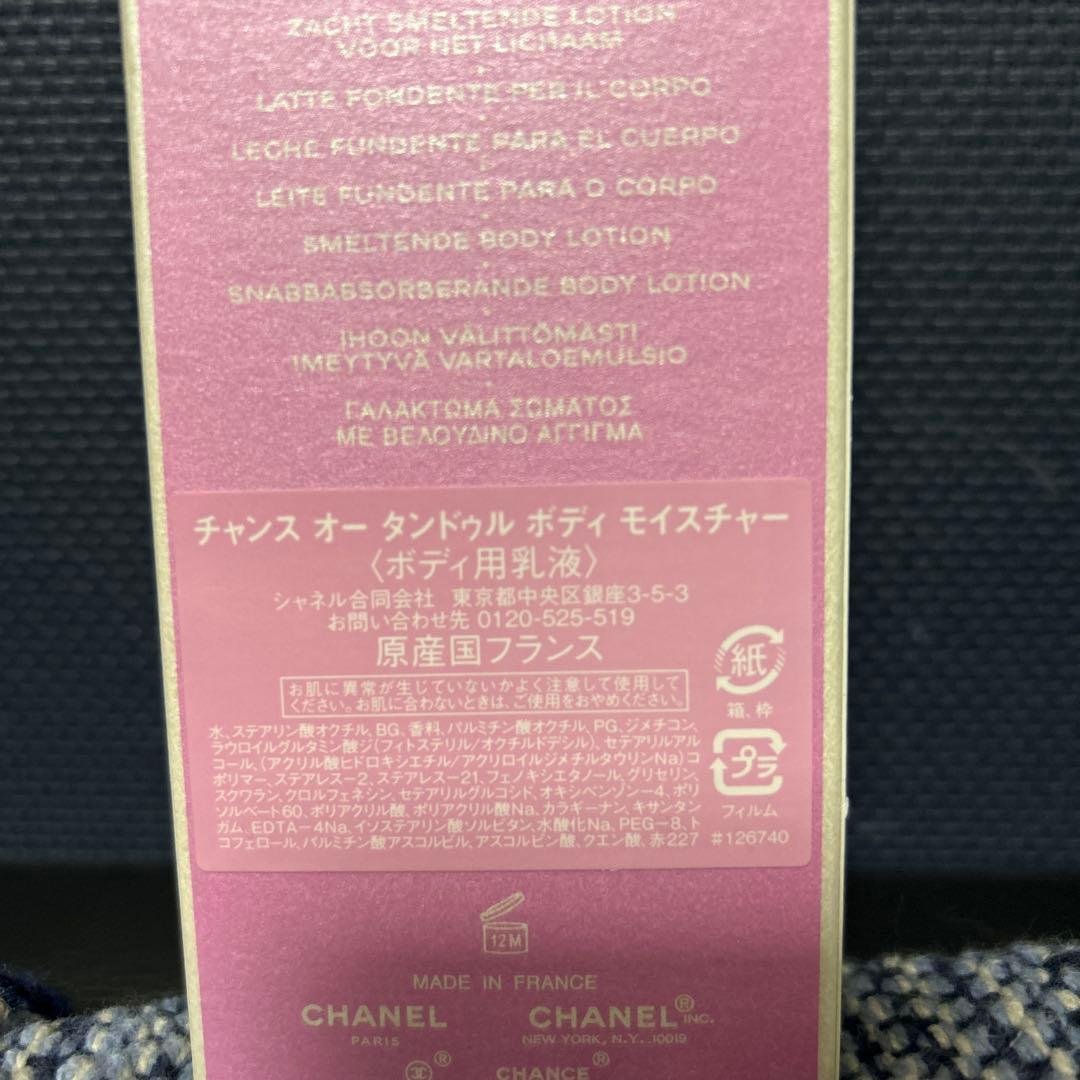 ZACHT SMELTENDE LOTION
VOOR HET LICHAAM
LATTE FONDENTE PER IL CORPO
LECHE FUNDENTE PARA EL CUERPO
LEITE FUNDENTE PARA O CORPO
SMELTENDE BODY LOTION
SNABBABSORBERANDE BODY LOTION
IHOON VÄLITTÖMÄSTI
IMEYTYVÄ VARTALOEMULSIO
ΓΑΛΑΚΤΩΜΑ ΣΩΜΑΤΟΣ
ΜΕ ΒΕΛΟΥΔΙΝΟ ΑΓΓΙΓΜΑ
チャンス オー タンドゥル ボディ モイスチャー
〈ボディ用乳液〉
シャネル合同会社 東京都中央区銀座3-5-3
お問い合わせ先 0120-525-519
原産国フランス
お肌に異常が生じていないかよく注意して使用して
ください。お肌に合わないときは、ご使用をおやめください。
水、ステアリン酸オクチル、BG、香料、パルミチン酸オクチル、PG、ジメチコン、
ラウロイルグルタミン酸ジ(フィトステリル/オクチルドデシル)、セテアリルアル
コール、(アクリル酸ヒドロキシエチル/アクリロイルジメチルタウリンNa)コ
ポリマー、ステアレス-2、ステアレス-21、フェノキシエタノール、グリセリン、
スクワラン、クロルフェネシン、セテアリルグルコシド、オキシベンゾン-4、ポリ
ソルベート60、ポリアクリル酸、ポリアクリル酸Na、カラギーナン、キサンタン
ガム、EDTA-4Na、イソステアリン酸ソルビタン、水酸化Na、PEG-8、ト
コフェロール、パルミチン酸アスコルビル、アスコルビン酸、クエン酸、赤227
紙
箱、枠
プラ
フィルム
#126740
12M
MADE IN FRANCE
CHANEL
PARIS
CHANEL® INC.
NEW YORK, N.Y. 10019
®
CHANCE®